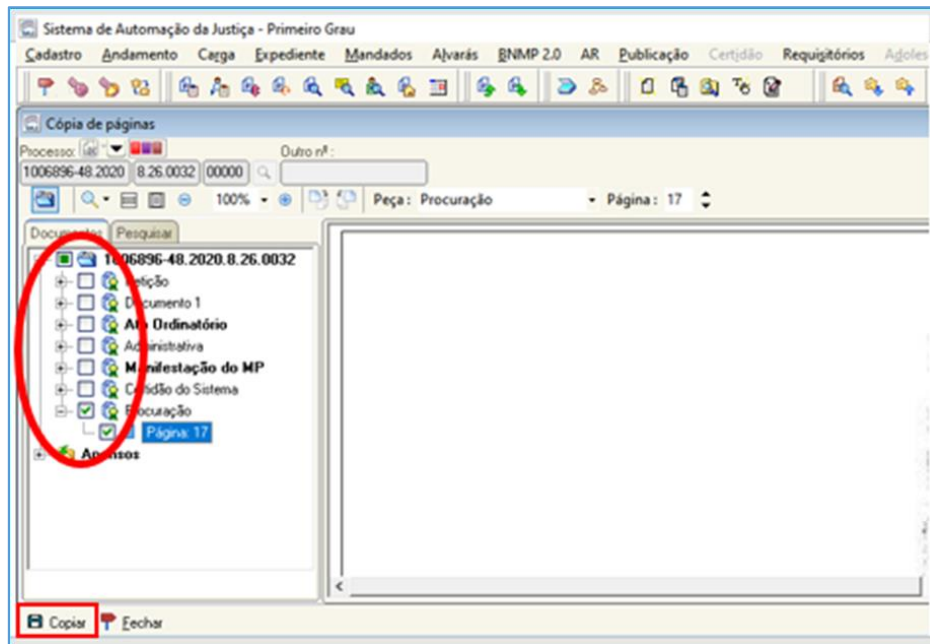 Sistema de Automação da Justiça - Primeiro Grau
Cadastro Andamento Carga Expediente Mandados Alvarás BNMP 2.0 AR Publicação Certidão Requisitórios Adoles
Cópia de páginas
Processo: Outro nº :
1006896-48.2020 8.26.0032 00000
100% Peça : Procuração Página : 17
Documentos Pesquisar
1006896-48.2020.8.26.0032
Petição
Documento 1
Ato Ordinatório
Administrativa
Manifestação do MP
Certidão do Sistema
Procuração
Página: 17
Apensos
Copiar Fechar